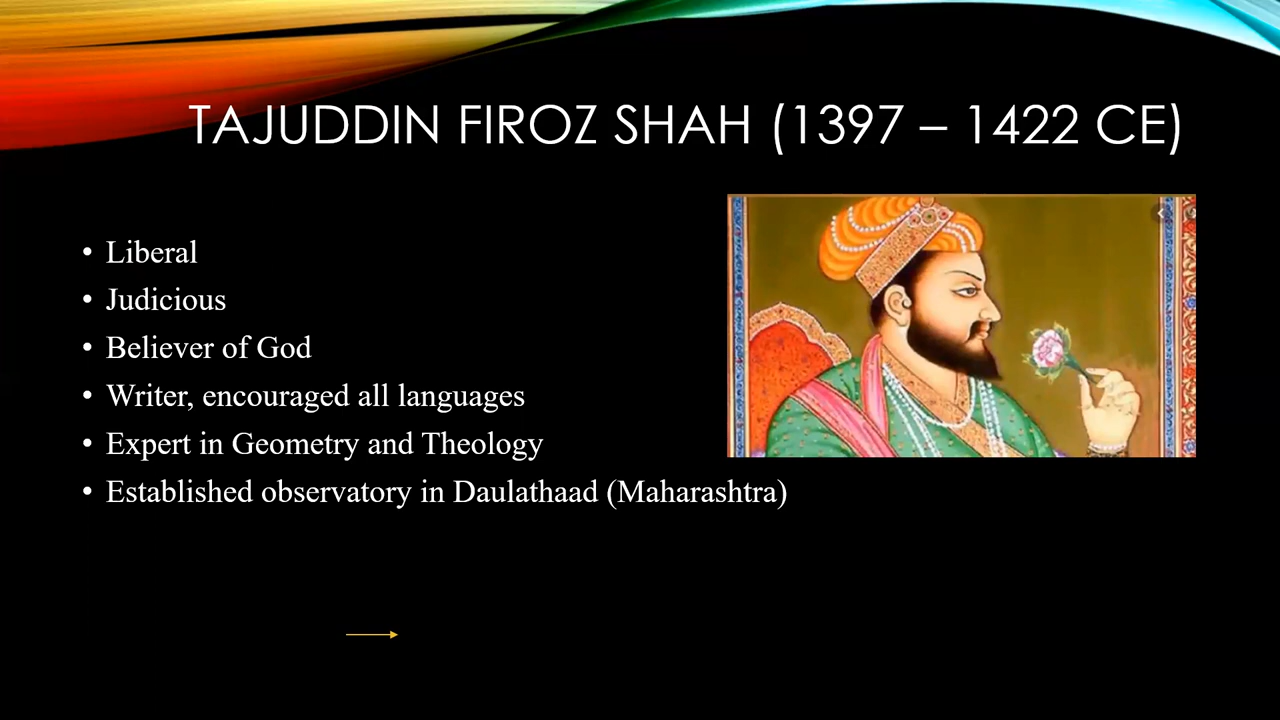 TAJUDDIN FIROZ SHAH (1397 – 1422 CE)
• Liberal
• Judicious
• Believer of God
• Writer, encouraged all languages
• Expert in Geometry and Theology
• Established observatory in Daulathaad (Maharashtra)